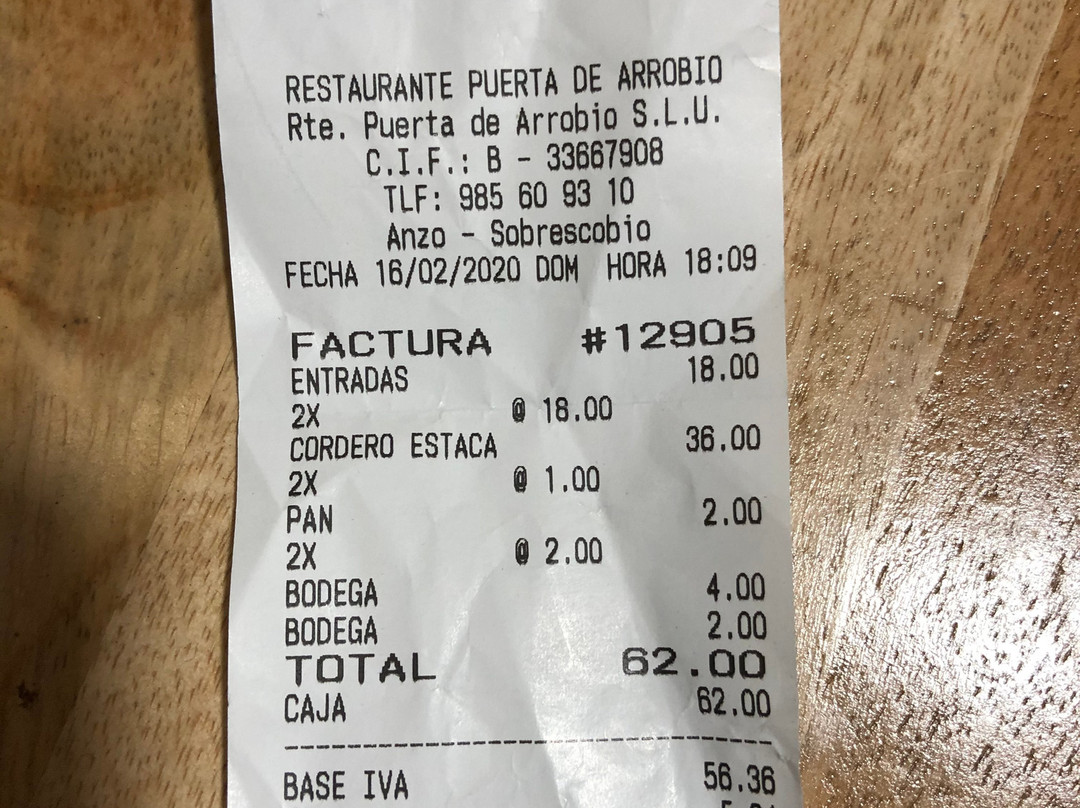 RESTAURANTE PUERTA DE ARROBIO
Rte. Puerta de Arrobio S.L.U.
C.I.F.: B - 33667908
TLF: 985 60 93 10
Anzo - Sobrescobio
FECHA 16/02/2020 DOM HORA 18:09
FACTURA #12905
ENTRADAS 18.00
2X @ 18.00
CORDERO ESTACA 36.00
2X @ 1.00
PAN 2.00
2X @ 2.00
BODEGA 4.00
BODEGA 2.00
TOTAL 62.00
CAJA 62.00
BASE IVA 56.36